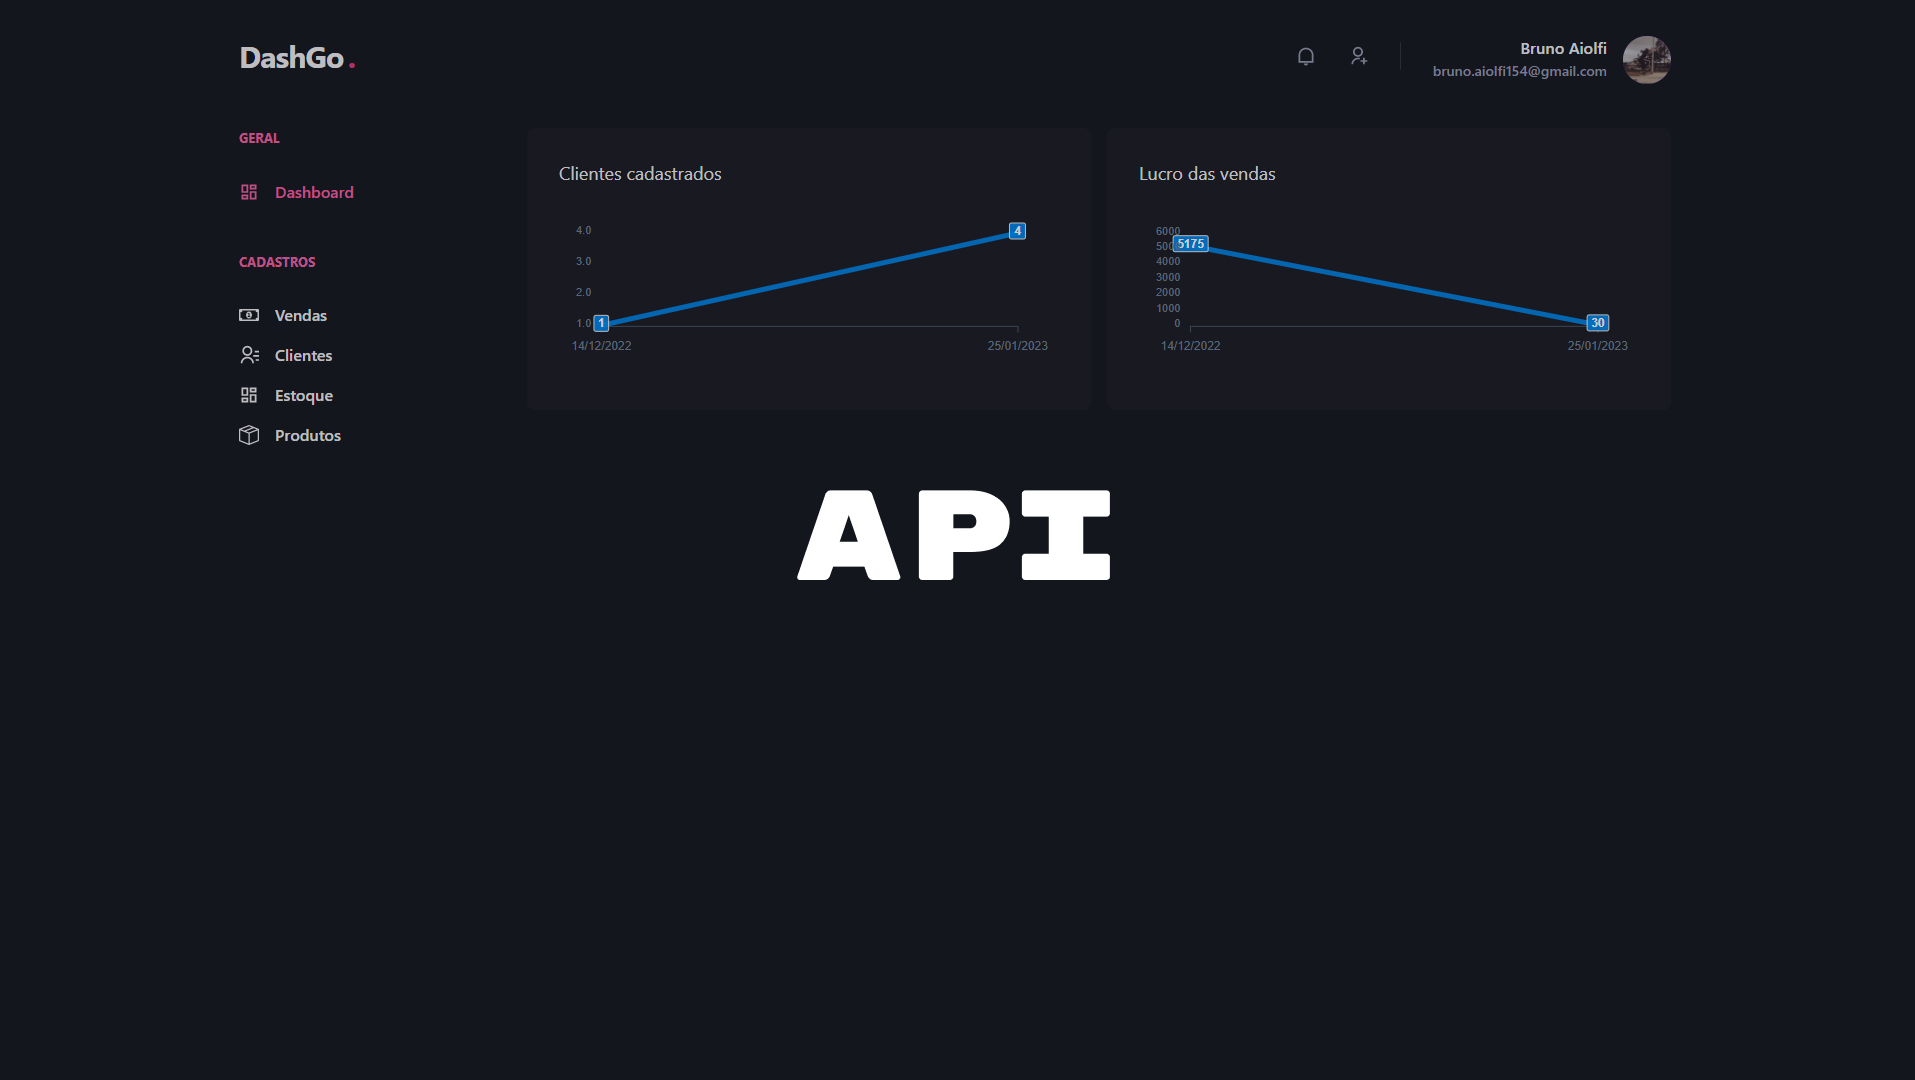 DashGo.
Bruno Aiolfi
bruno.aiolfi154@gmail.com
GERAL
Dashboard
CADASTROS
Vendas
Clientes
Estoque
Produtos
Clientes cadastrados
4.0
3.0
2.0
1.0
1
4
14/12/2022
25/01/2023
Lucro das vendas
6000
5000
4000
3000
2000
1000
0
5175
30
14/12/2022
25/01/2023
API